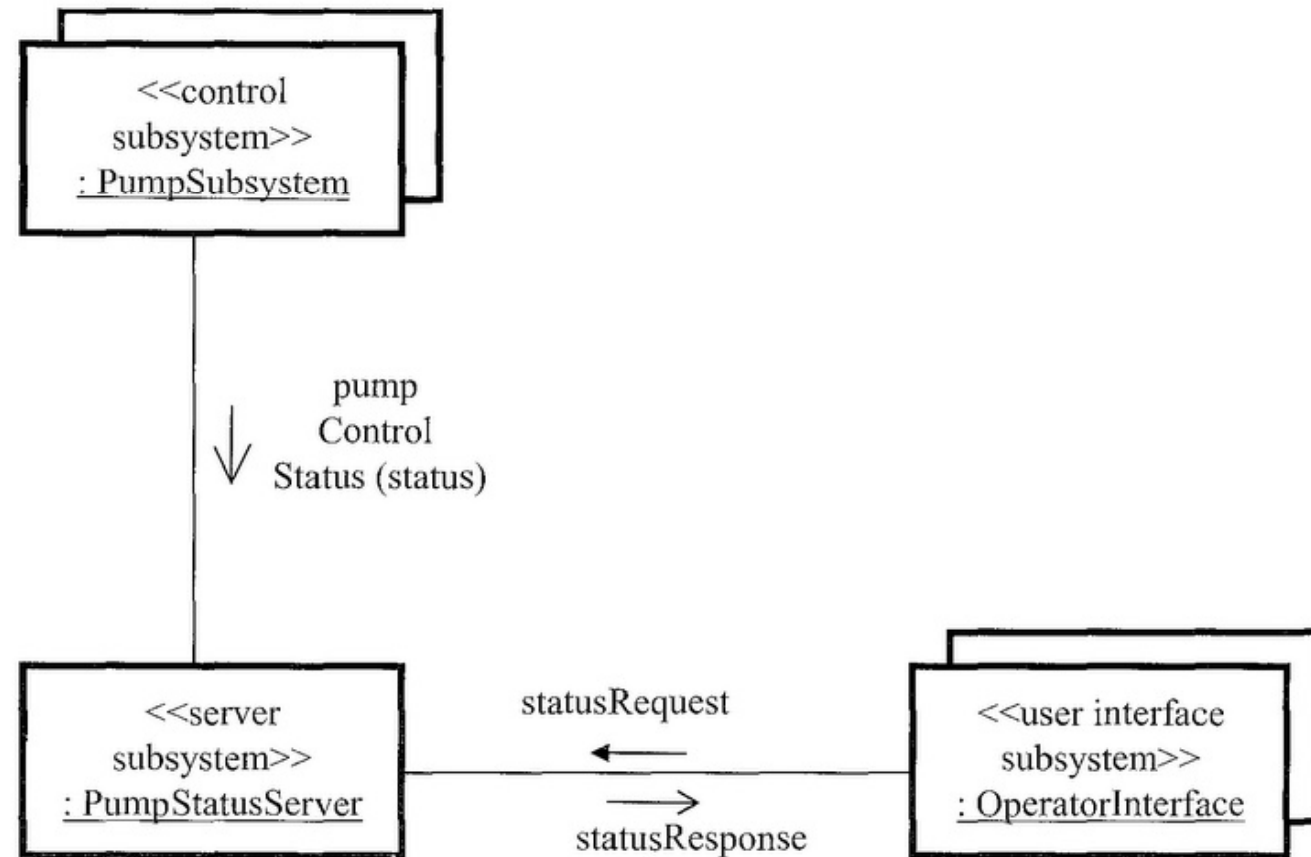 <<control
subsystem>>
: PumpSubsystem
pump
Control
Status (status)
<<server
subsystem>>
: PumpStatusServer
statusRequest
statusResponse
<<user interface
subsystem>>
: OperatorInterface